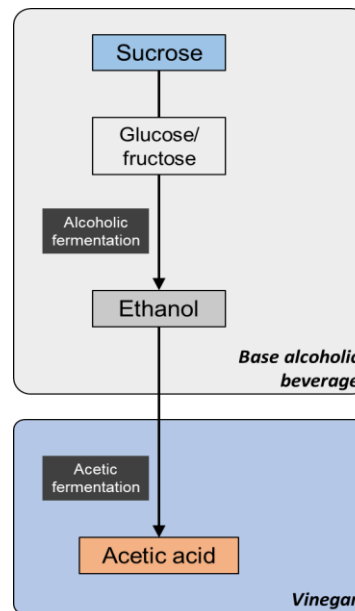 Sucrose
Glucose/
fructose
Alcoholic
fermentation
Ethanol
Base alcoholic
beverage
Acetic
fermentation
Acetic acid
Vinegar